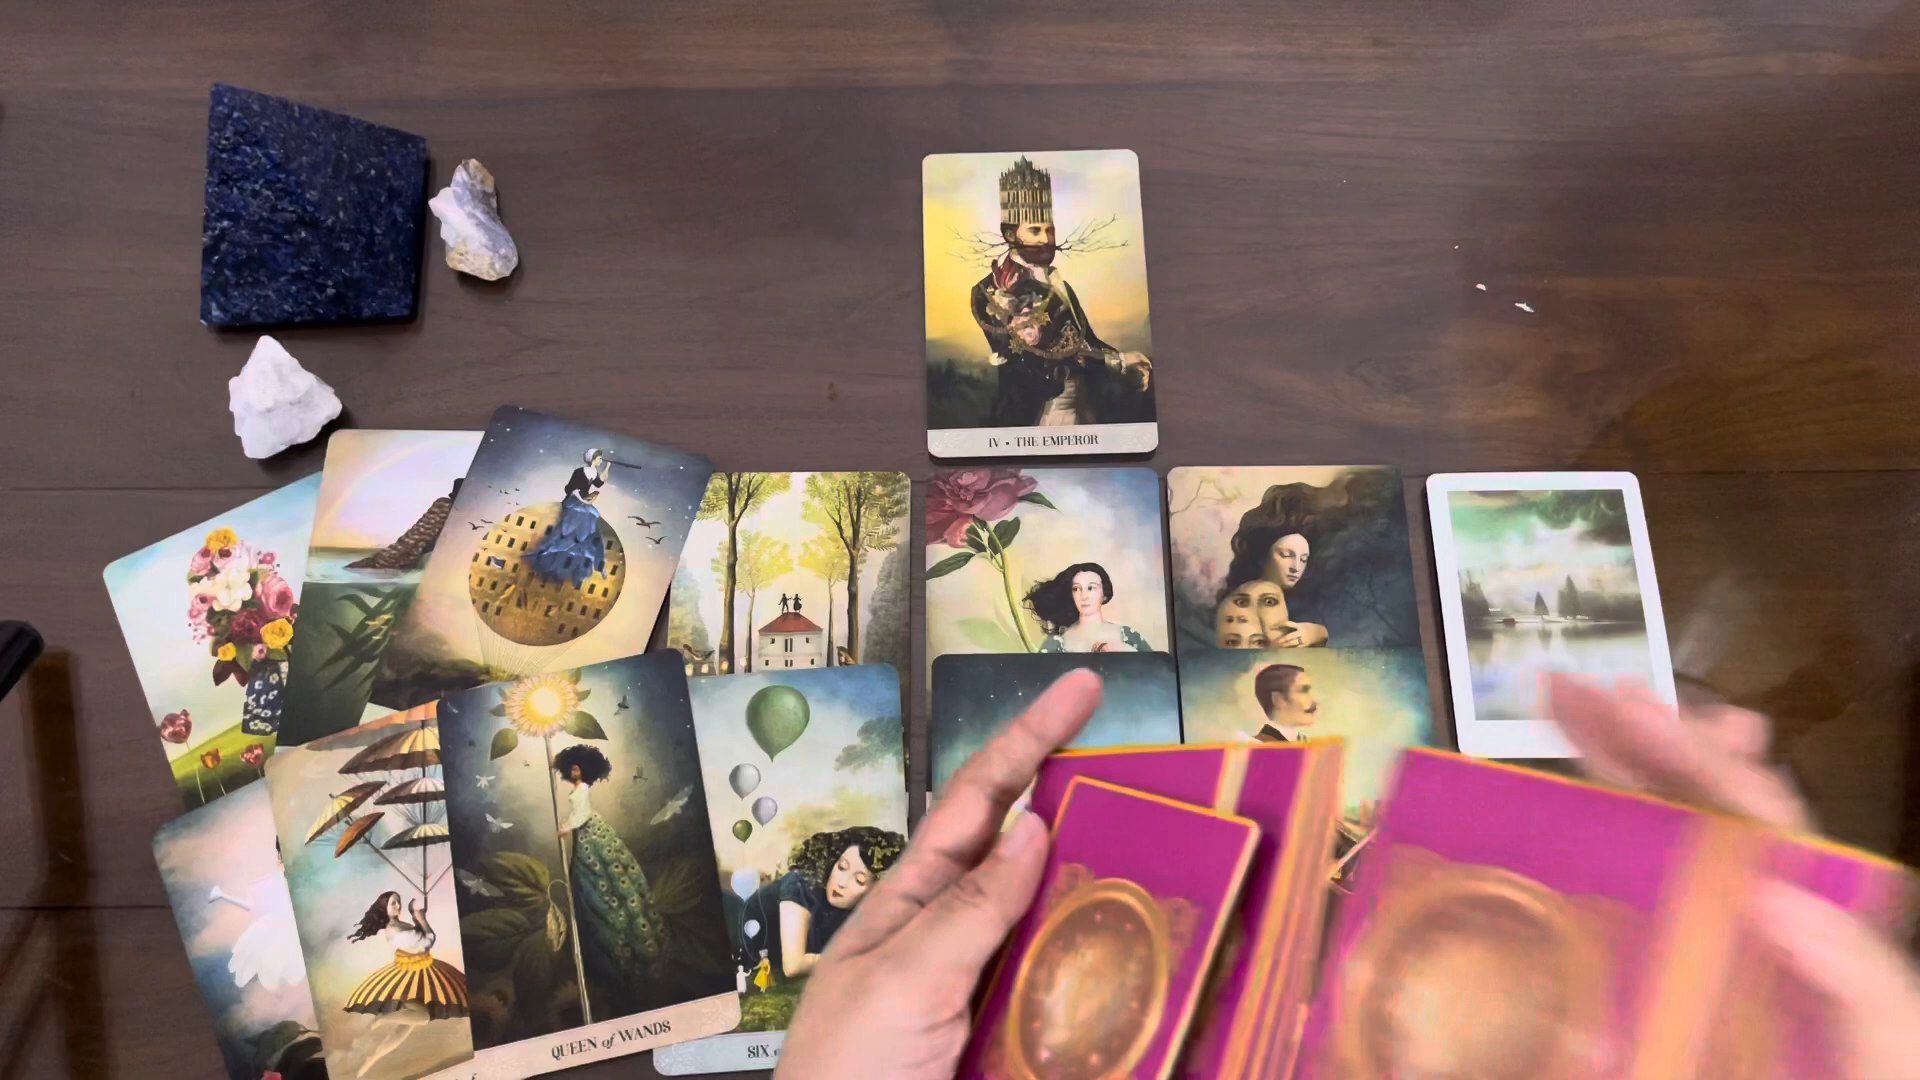 IV • THE EMPEROR
QUEEN of WANDS
SIX